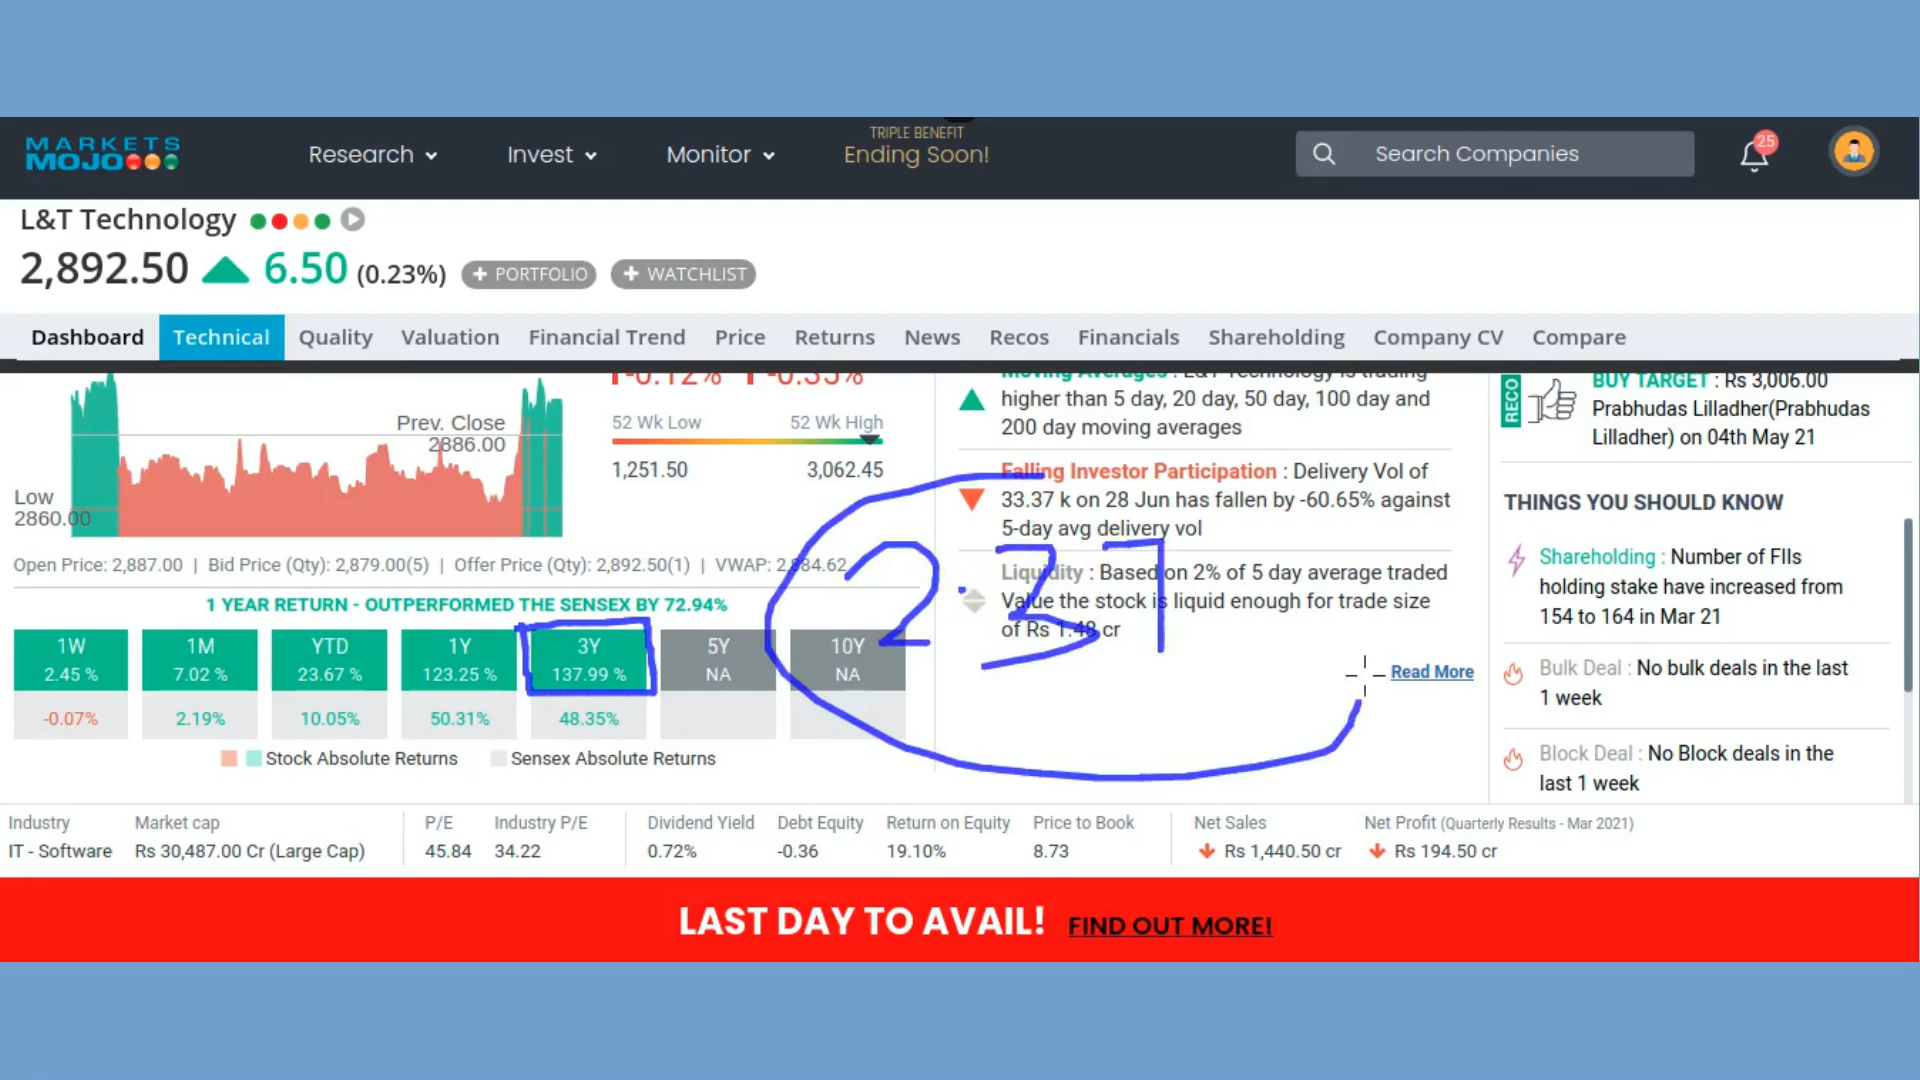 MARKETS
MOJO
Research
Invest
Monitor
TRIPLE BENEFIT
Ending Soon!
Search Companies
25
L&T Technology
2,892.50 6.50 (0.23%) + PORTFOLIO + WATCHLIST
Dashboard Technical Quality Valuation Financial Trend Price Returns News Recos Financials Shareholding Company CV Compare
Prev. Close
2886.00
Low
2860.00
-0.12% -0.35%
52 Wk Low 52 Wk High
1,251.50 3,062.45
Open Price: 2,887.00 | Bid Price (Qty): 2,879.00(5) | Offer Price (Qty): 2,892.50(1) | VWAP: 2,884.62
1 YEAR RETURN - OUTPERFORMED THE SENSEX BY 72.94%
1W 1M YTD 1Y 3Y 5Y 10Y
2.45 % 7.02 % 23.67 % 123.25 % 137.99 % NA NA
-0.07% 2.19% 10.05% 50.31% 48.35%
Stock Absolute Returns Sensex Absolute Returns
Moving Averages : L&T Technology is trading
higher than 5 day, 20 day, 50 day, 100 day and
200 day moving averages
Falling Investor Participation : Delivery Vol of
33.37 k on 28 Jun has fallen by -60.65% against
5-day avg delivery vol
Liquidity : Based on 2% of 5 day average traded
Value the stock is liquid enough for trade size
of Rs 1.48 cr
2.37
Read More
RECO
BUY TARGET : Rs 3,006.00
Prabhudas Lilladher(Prabhudas
Lilladher) on 04th May 21
THINGS YOU SHOULD KNOW
Shareholding : Number of FIIs
holding stake have increased from
154 to 164 in Mar 21
Bulk Deal : No bulk deals in the last
1 week
Block Deal : No Block deals in the
last 1 week
Industry Market cap P/E Industry P/E Dividend Yield Debt Equity Return on Equity Price to Book Net Sales Net Profit (Quarterly Results - Mar 2021)
IT - Software Rs 30,487.00 Cr (Large Cap) 45.84 34.22 0.72% -0.36 19.10% 8.73 Rs 1,440.50 cr Rs 194.50 cr
LAST DAY TO AVAIL! FIND OUT MORE!